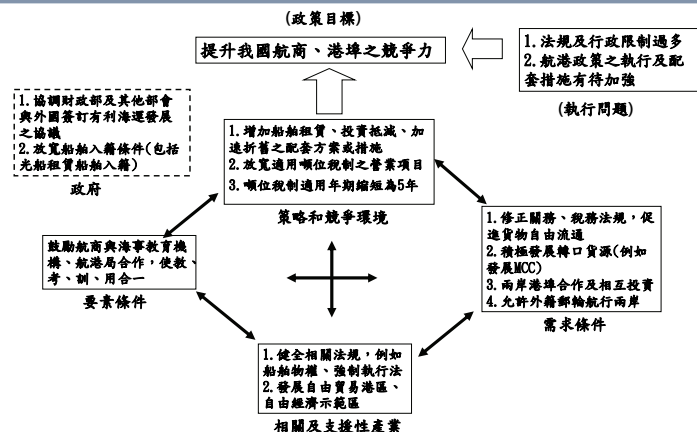 (政策目標)
提升我國航商、港埠之競爭力
1.法規及行政限制過多
2.航港政策之執行及配
套措施有待加強
(執行問題)
1.協調財政部及其他部會
與外國簽訂有利海運發展
之協議
2.放寬船舶入籍條件(包括
光船租賃船舶入籍)
政府
1.增加船舶租賃、投資抵減、加
速折舊之配套方案或措施
2.放寬適用噸位稅制之營業項目
3.噸位稅制適用年期縮短為5年
策略和競爭環境
鼓勵航商與海事教育機
構、航港局合作，使教、
考、訓、用合一
要素條件
1.修正關務、稅務法規，促
進貨物自由流通
2.積極發展轉口貨源(例如
發展MCC)
3.兩岸港埠合作及相互投資
4.允許外籍郵輪航行兩岸
需求條件
1.健全相關法規，例如
船舶物權、強制執行法
2.發展自由貿易港區、
自由經濟示範區
相關及支援性產業